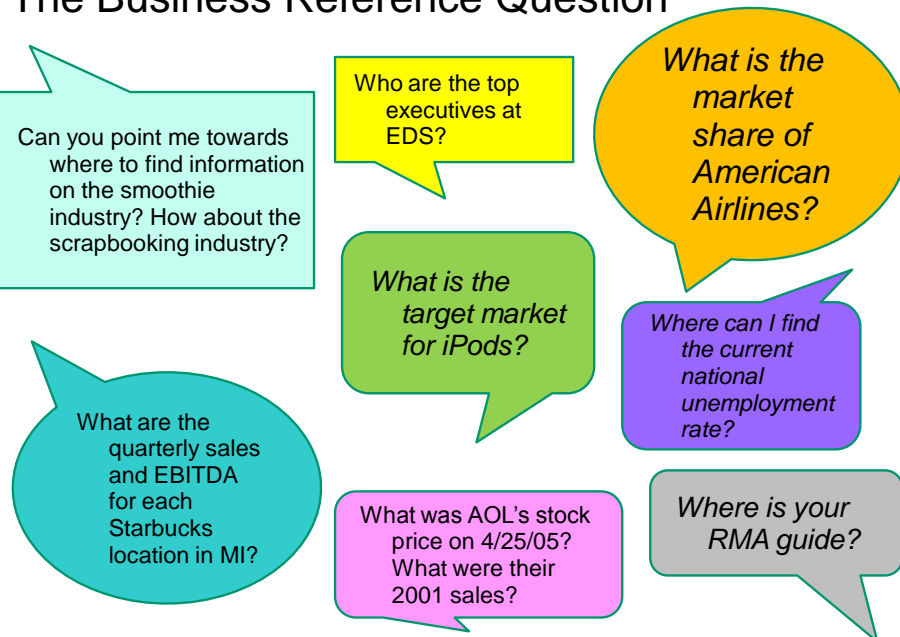 The Business Reference Question
Can you point me towards
where to find information
on the smoothie
industry? How about the
scrapbooking industry?
Who are the top
executives at
EDS?
What is the
market
share of
American
Airlines?
What is the
target market
for iPods?
Where can I find
the current
national
unemployment
rate?
What are the
quarterly sales
and EBITDA
for each
Starbucks
location in MI?
What was AOL's stock
price on 4/25/05?
What were their
2001 sales?
Where is your
RMA guide?